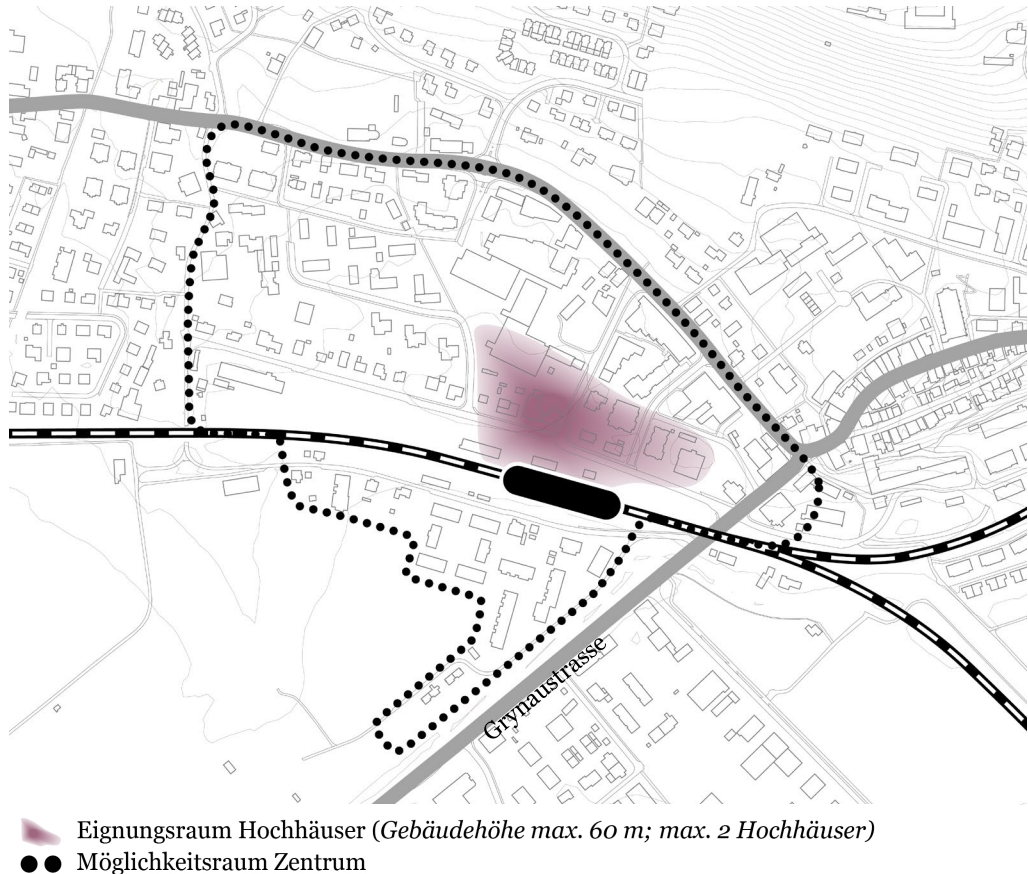 Grynaustrasse
Eignungsraum Hochhäuser (Gebäudehöhe max. 60 m; max. 2 Hochhäuser)
Möglichkeitsraum Zentrum